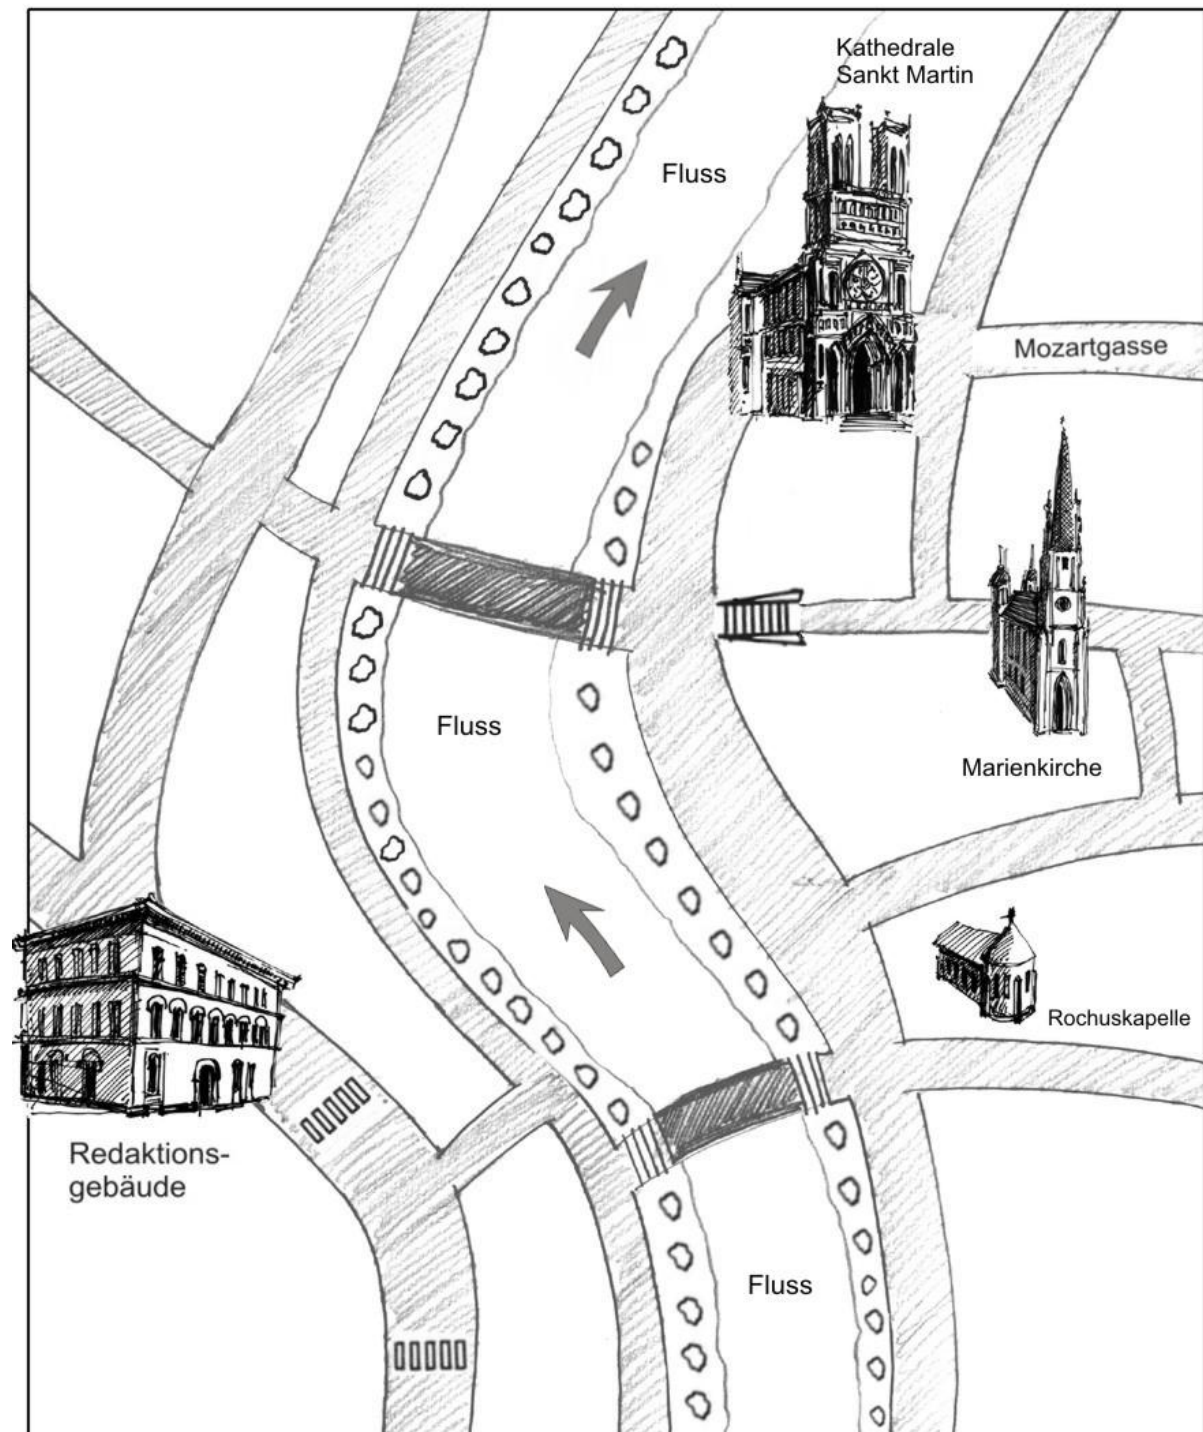 Kathedrale
Sankt Martin
Fluss
Mozartgasse
Fluss
Marienkirche
Rochuskapelle
Redaktions-
gebäude
Fluss